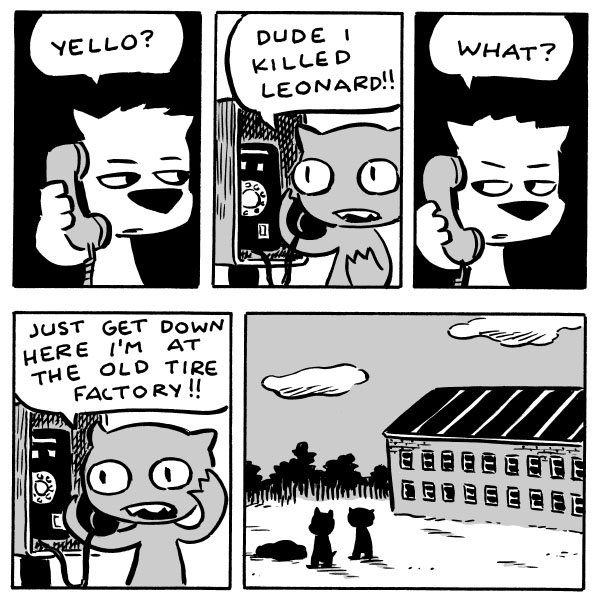 YELLO?
DUDE I
KILLED
LEONARD!!
WHAT?
JUST GET DOWN
HERE I'M AT
THE OLD TIRE
FACTORY!!